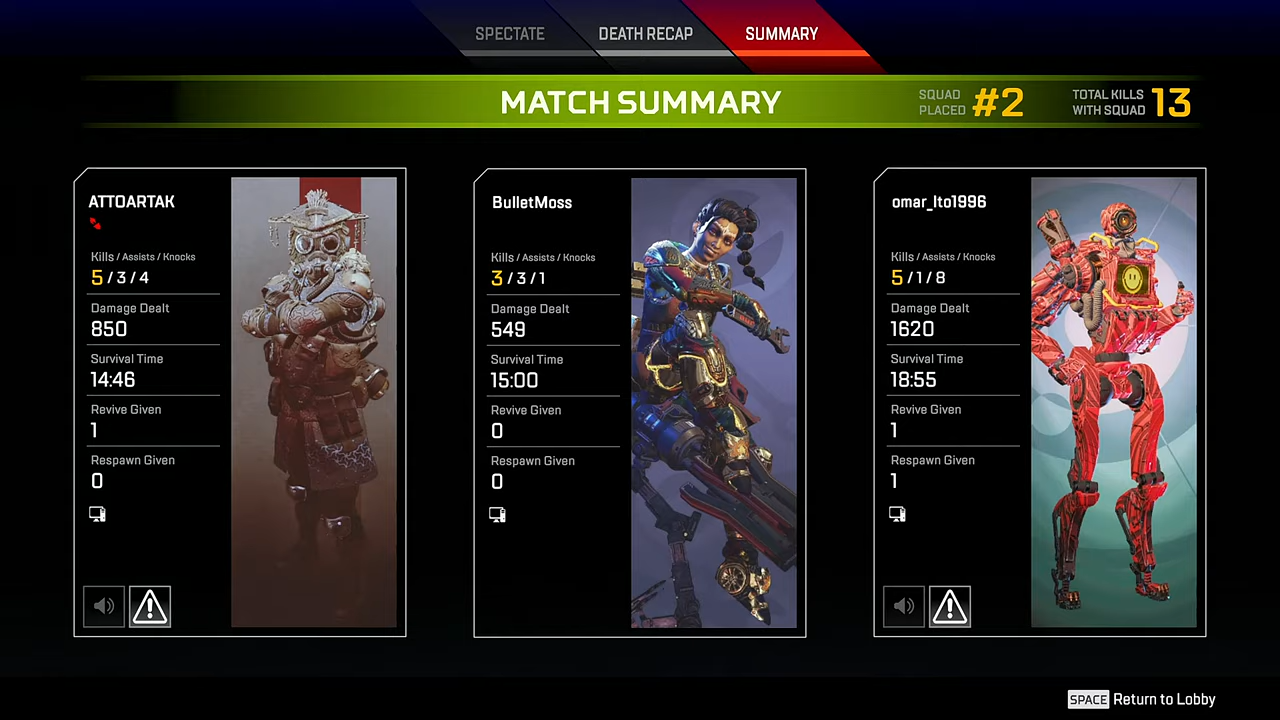 SPECTATE
DEATH RECAP
SUMMARY
MATCH SUMMARY
SQUAD
PLACED
#2
TOTAL KILLS
WITH SQUAD
13
ATTOARTAK
Kills / Assists / Knocks
5 / 3 / 4
Damage Dealt
850
Survival Time
14:46
Revive Given
1
Respawn Given
0
BulletMoss
Kills / Assists / Knocks
3 / 3 / 1
Damage Dealt
549
Survival Time
15:00
Revive Given
0
Respawn Given
0
omar_lto1996
Kills / Assists / Knocks
5 / 1 / 8
Damage Dealt
1620
Survival Time
18:55
Revive Given
1
Respawn Given
1
SPACE Return to Lobby